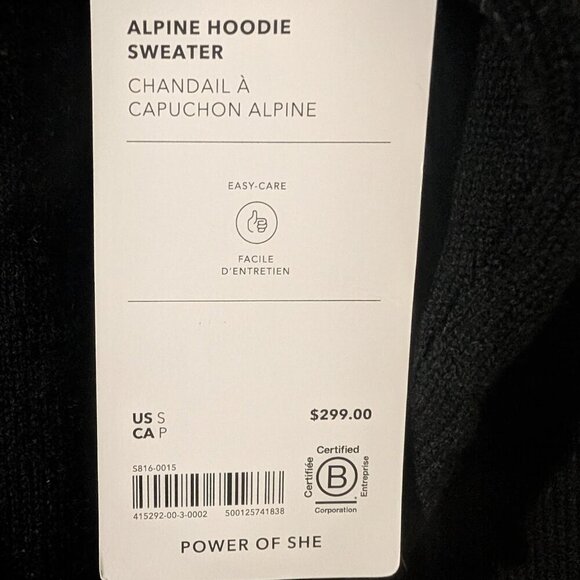 ALPINE HOODIE
SWEATER
CHANDAIL À
CAPUCHON ALPINE
EASY-CARE
FACILE
D'ENTRETIEN
US S
CA P
$299.00
S816-0015
415292-00-3-0002 500125741838
Certified
Certifiée
B
Entreprise
Corporation
POWER OF SHE